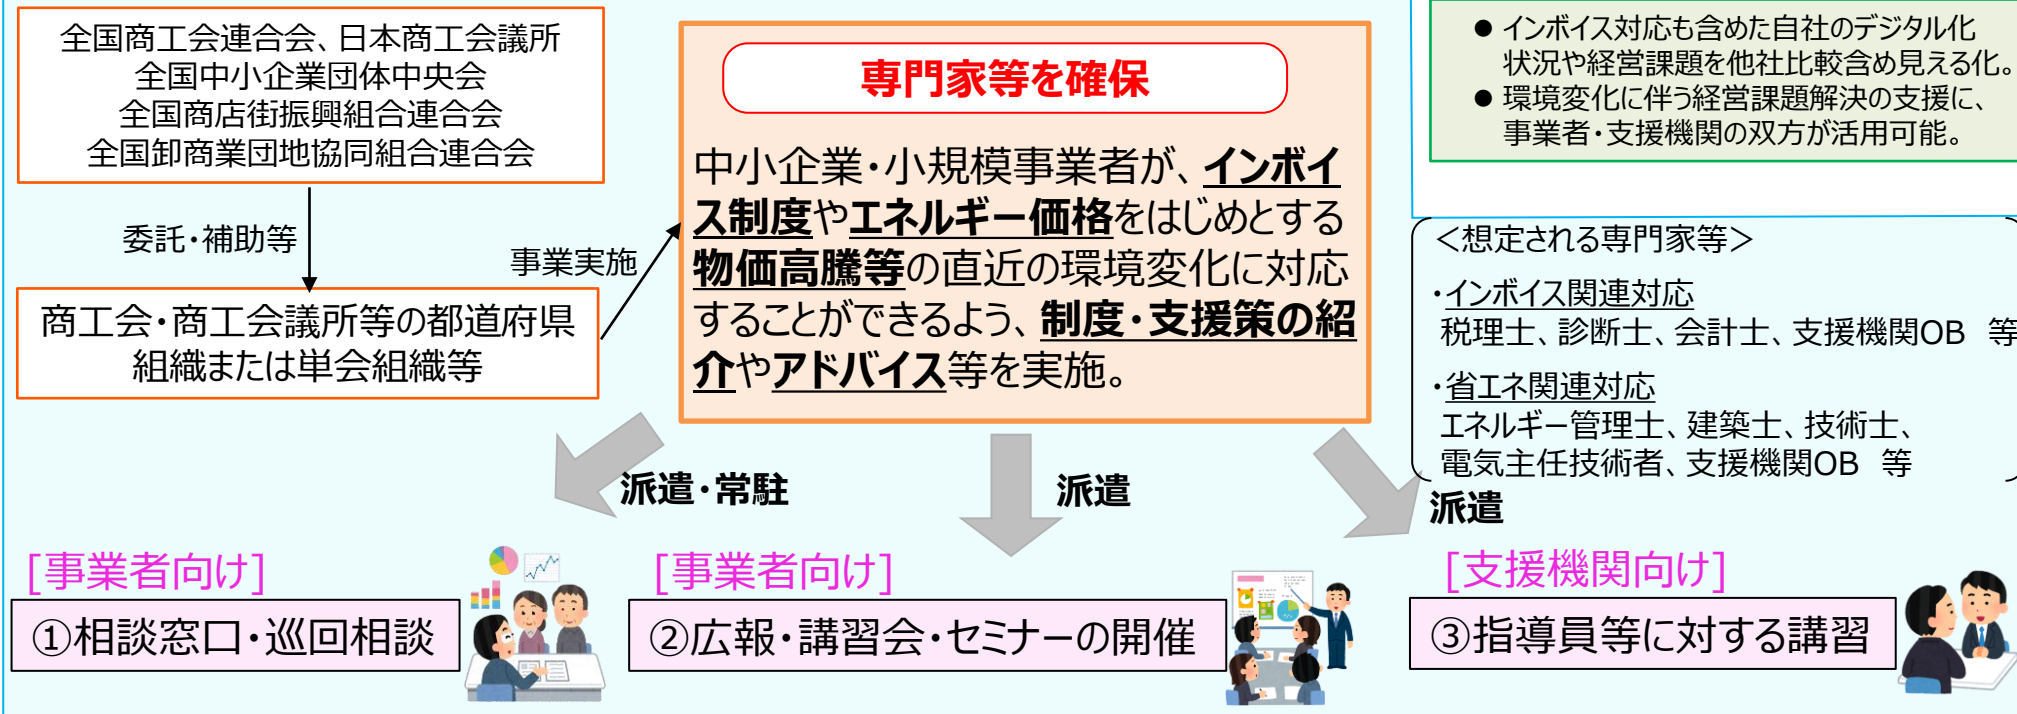 全国商工会連合会、日本商工会議所
全国中小企業団体中央会
全国商店街振興組合連合会
全国卸商業団地協同組合連合会
委託・補助等
事業実施
商工会・商工会議所等の都道府県
組織または単会組織等
専門家等を確保
中小企業・小規模事業者が、インボイ
ス制度やエネルギー価格をはじめとする
物価高騰等の直近の環境変化に対応
することができるよう、制度・支援策の紹
介やアドバイス等を実施。
● インボイス対応も含めた自社のデジタル化
状況や経営課題を他社比較含め見える化。
● 環境変化に伴う経営課題解決の支援に、
事業者・支援機関の双方が活用可能。
＜想定される専門家等＞
・インボイス関連対応
税理士、診断士、会計士、支援機関OB 等
・省エネ関連対応
エネルギー管理士、建築士、技術士、
電気主任技術者、支援機関OB 等
派遣・常駐
派遣
派遣
[事業者向け]
①相談窓口・巡回相談
[事業者向け]
②広報・講習会・セミナーの開催
[支援機関向け]
③指導員等に対する講習